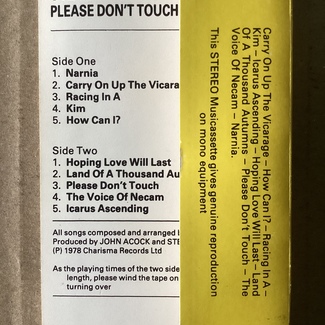 PLEASE DON'T TOUCH
Side One
1. Narnia
2. Carry On Up The Vicara
3. Racing In A
4. Kim
5. How Can I?
Side Two
1. Hoping Love Will Last
2. Land Of A Thousand Au
3. Please Don't Touch
4. The Voice Of Necam
5. Icarus Ascending
All songs composed and arranged
Produced by JOHN ACOCK and STE
(P) 1978 Charisma Records Ltd
As the playing times of the two side
length, please wind the tape on
turning over
Carry On Up The Vicarage – How Can I? – Racing In A –
Kim – Icarus Ascending – Hoping Love Will Last – Land
Of A Thousand Autumns – Please Don't Touch – The
Voice Of Necam – Narnia.
This STEREO Musicassette gives genuine reproduction
on mono equipment